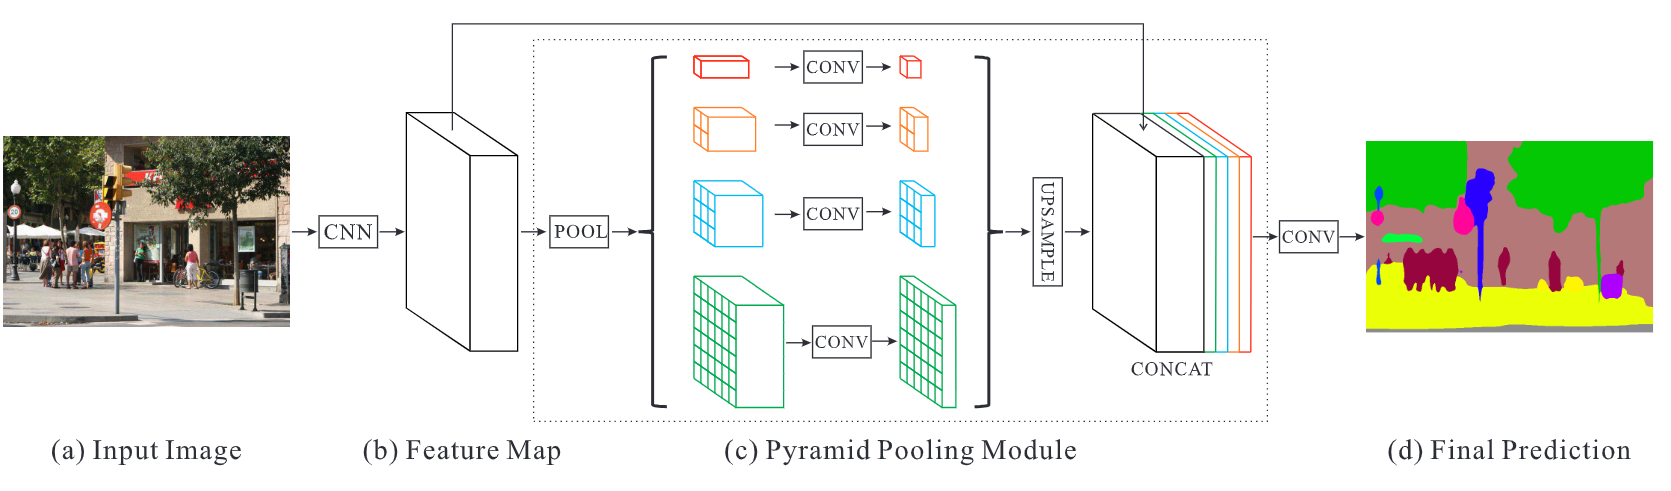 CNN
POOL
CONV
CONV
CONV
CONV
UPSAMPLE
CONCAT
CONV
(a) Input Image
(b) Feature Map
(c) Pyramid Pooling Module
(d) Final Prediction